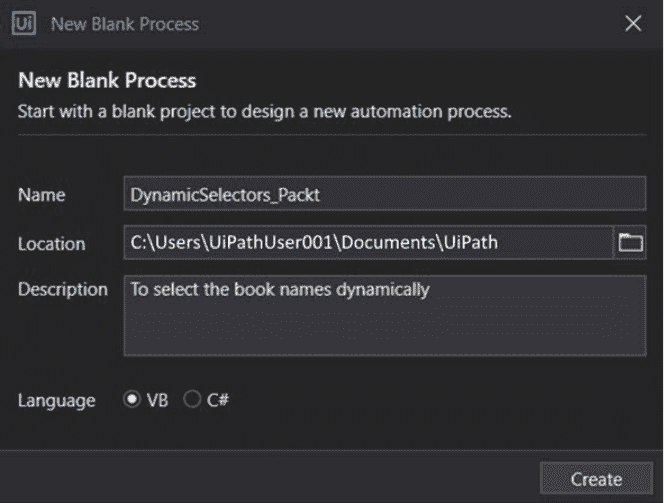 Ui New Blank Process
New Blank Process
Start with a blank project to design a new automation process.
Name DynamicSelectors_Packt
Location C:\Users\UiPathUser001\Documents\UiPath
Description To select the book names dynamically
Language VB C#
Create